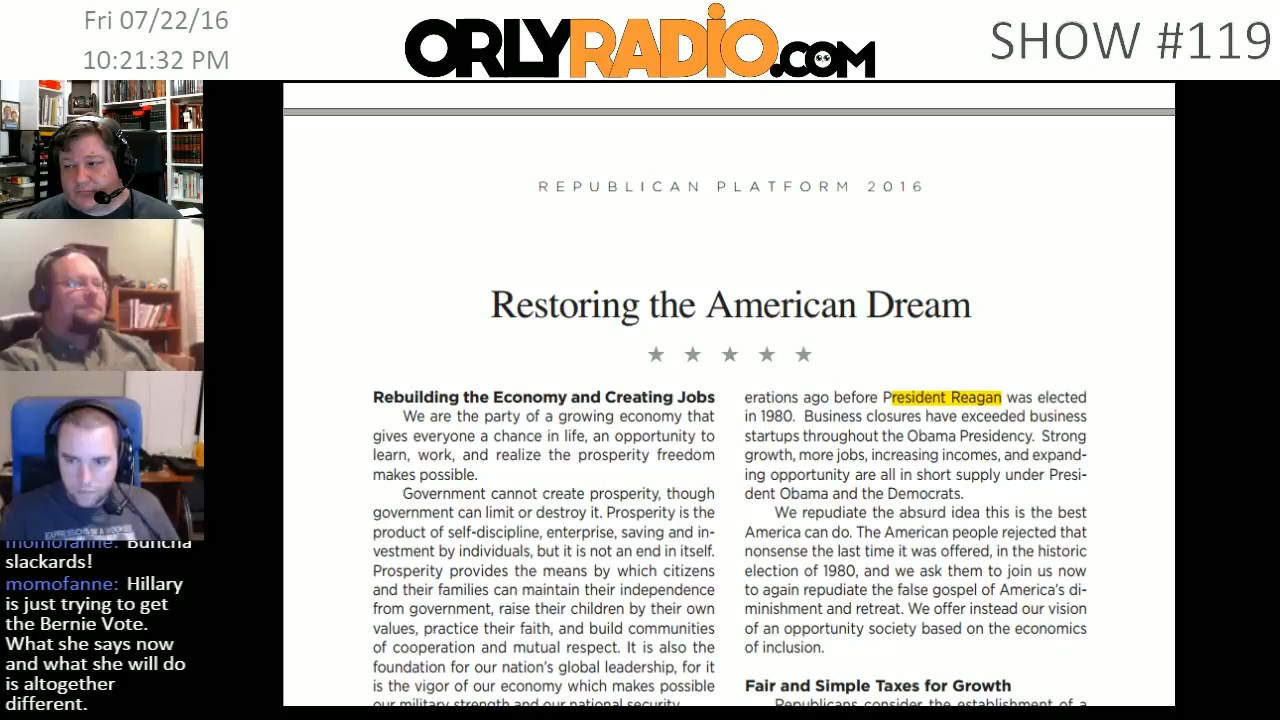 Fri 07/22/16
10:21:32 PM
ORLYRADIO.COM
SHOW #119
REPUBLICAN PLATFORM 2016
Restoring the American Dream
Rebuilding the Economy and Creating Jobs
We are the party of a growing economy that
gives everyone a chance in life, an opportunity to
learn, work, and realize the prosperity freedom
makes possible.
Government cannot create prosperity, though
government can limit or destroy it. Prosperity is the
product of self-discipline, enterprise, saving and in-
vestment by individuals, but it is not an end in itself.
Prosperity provides the means by which citizens
and their families can maintain their independence
from government, raise their children by their own
values, practice their faith, and build communities
of cooperation and mutual respect. It is also the
foundation for our nation's global leadership, for it
is the vigor of our economy which makes possible
our military strength and our national security.
erations ago before President Reagan was elected
in 1980. Business closures have exceeded business
startups throughout the Obama Presidency. Strong
growth, more jobs, increasing incomes, and expand-
ing opportunity are all in short supply under Presi-
dent Obama and the Democrats.
We repudiate the absurd idea this is the best
America can do. The American people rejected that
nonsense the last time it was offered, in the historic
election of 1980, and we ask them to join us now
to again repudiate the false gospel of America's di-
minishment and retreat. We offer instead our vision
of an opportunity society based on the economics
of inclusion.
Fair and Simple Taxes for Growth
Republicans consider the establishment of a
momofanne: Buncha
slackards!
momofanne: Hillary
is just trying to get
the Bernie Vote.
What she says now
and what she will do
is altogether
different.